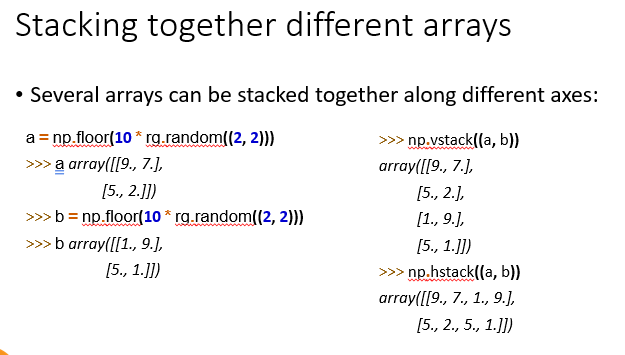 Stacking together different arrays
• Several arrays can be stacked together along different axes:
a = np.floor(10 * rg.random((2, 2)))
>>> a array([[9., 7.],
[5., 2.]])
>>> b = np.floor(10 * rg.random((2, 2)))
>>> b array([[1., 9.],
[5., 1.]])
>>> np.vstack((a, b))
array([[9., 7.],
[5., 2.],
[1., 9.],
[5., 1.]])
>>> np.hstack((a, b))
array([[9., 7., 1., 9.],
[5., 2., 5., 1.]])